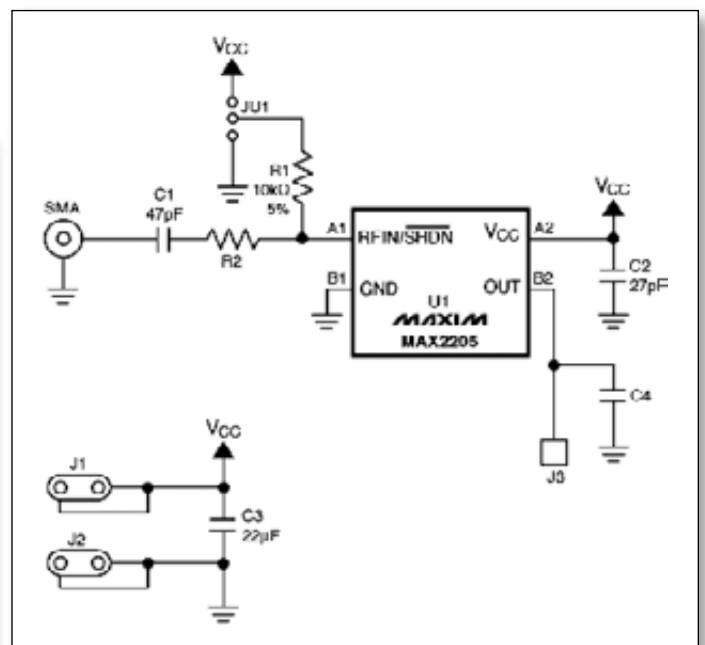 VCC
JU1
R1
10kΩ
5%
C1
47pF
SMA
R2
VCC
A1
RFIN/SHDN
VCC
A2
B1
GND
OUT
B2
U1
MAXIM
MAX2205
C2
27pF
C4
J3
VCC
J1
C3
22µF
J2